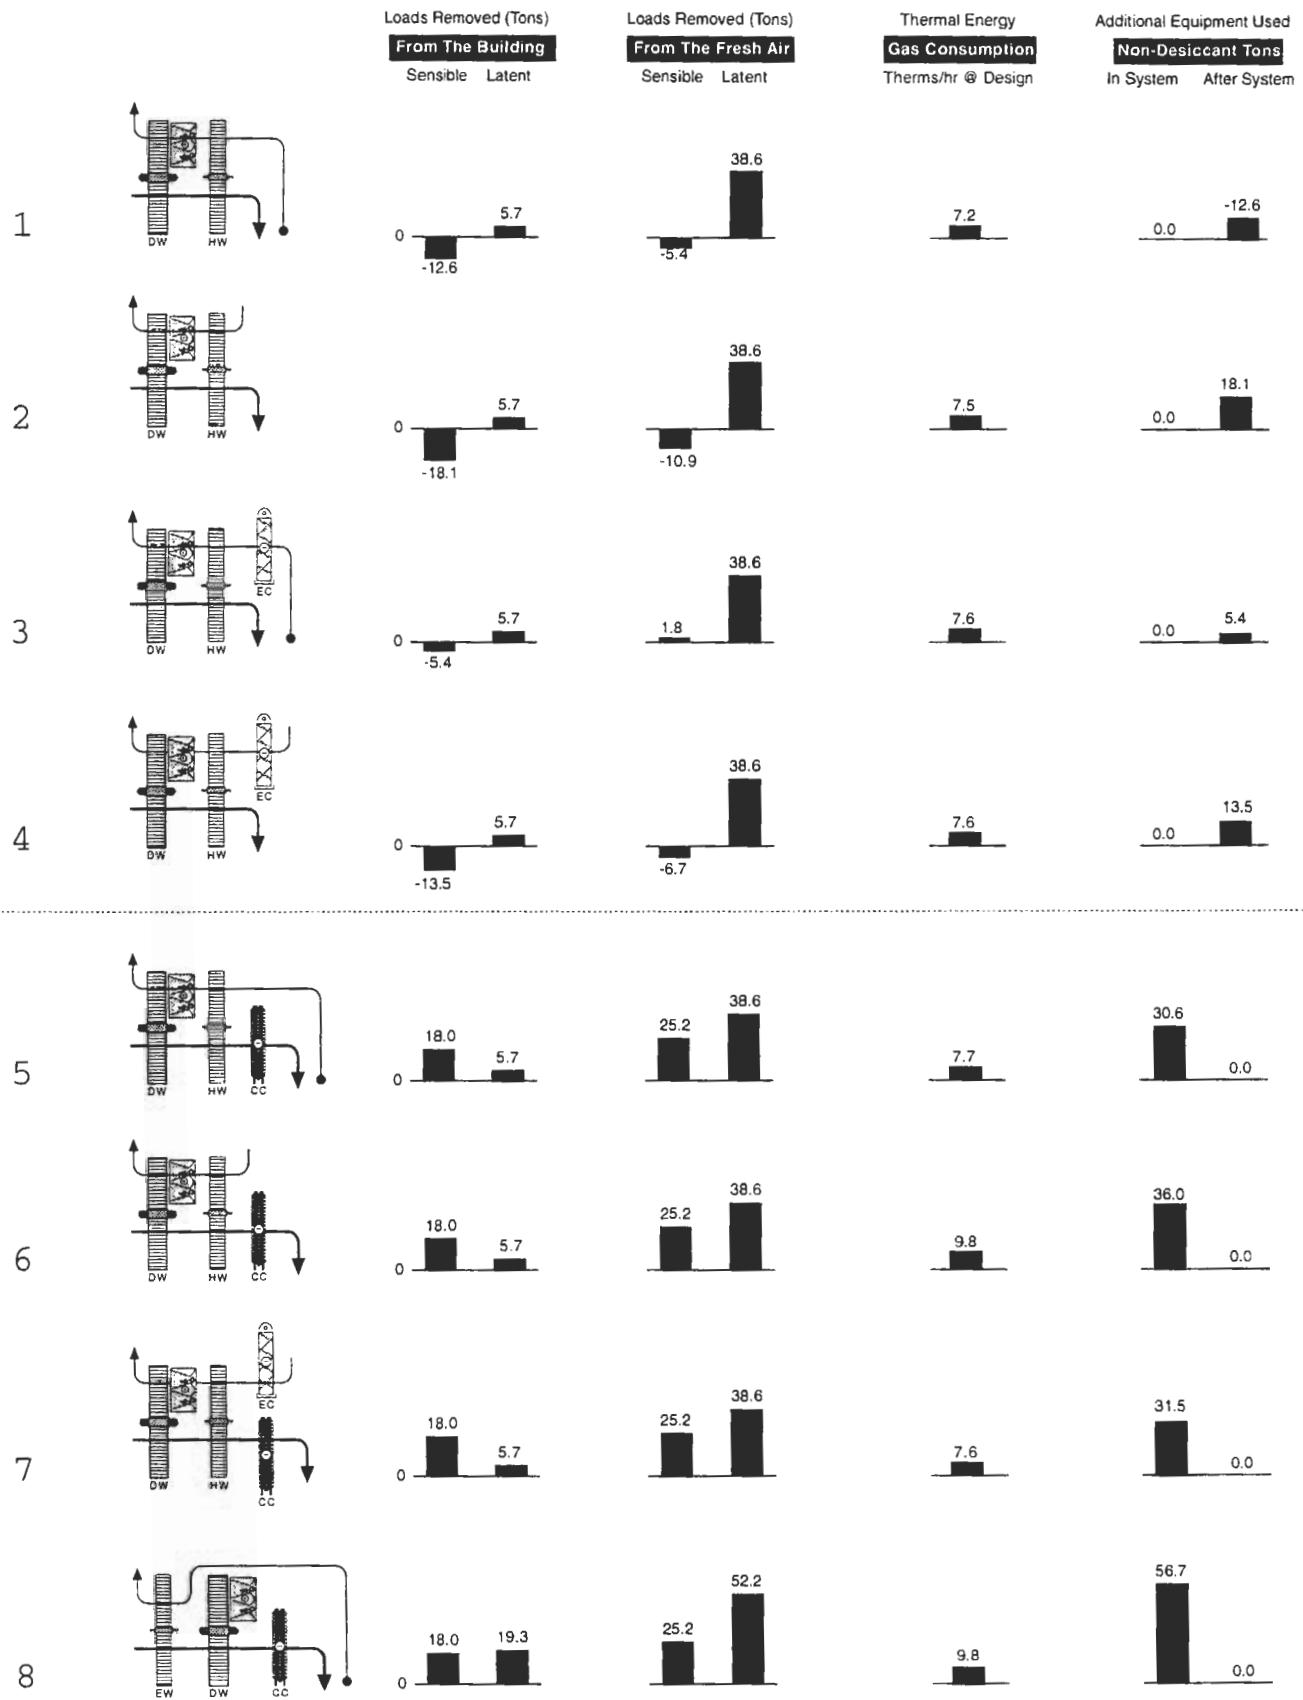 Loads Removed (Tons) Loads Removed (Tons) Thermal Energy Additional Equipment Used
From The Building From The Fresh Air Gas Consumption Non-Desiccant Tons
Sensible Latent Sensible Latent Therms/hr @ Design In System After System
1 DW HW 0 -12.6 5.7 -5.4 38.6 7.2 0.0 -12.6
2 DW HW 0 -18.1 5.7 -10.9 38.6 7.5 0.0 18.1
3 DW HW EC 0 -5.4 5.7 1.8 38.6 7.6 0.0 5.4
4 DW HW EC 0 -13.5 5.7 -6.7 38.6 7.6 0.0 13.5
5 DW HW CC 0 18.0 5.7 25.2 38.6 7.7 30.6 0.0
6 DW HW CC 0 18.0 5.7 25.2 38.6 9.8 36.0 0.0
7 DW HW EC CC 0 18.0 5.7 25.2 38.6 7.6 31.5 0.0
8 EW DW CC 0 18.0 19.3 25.2 52.2 9.8 56.7 0.0